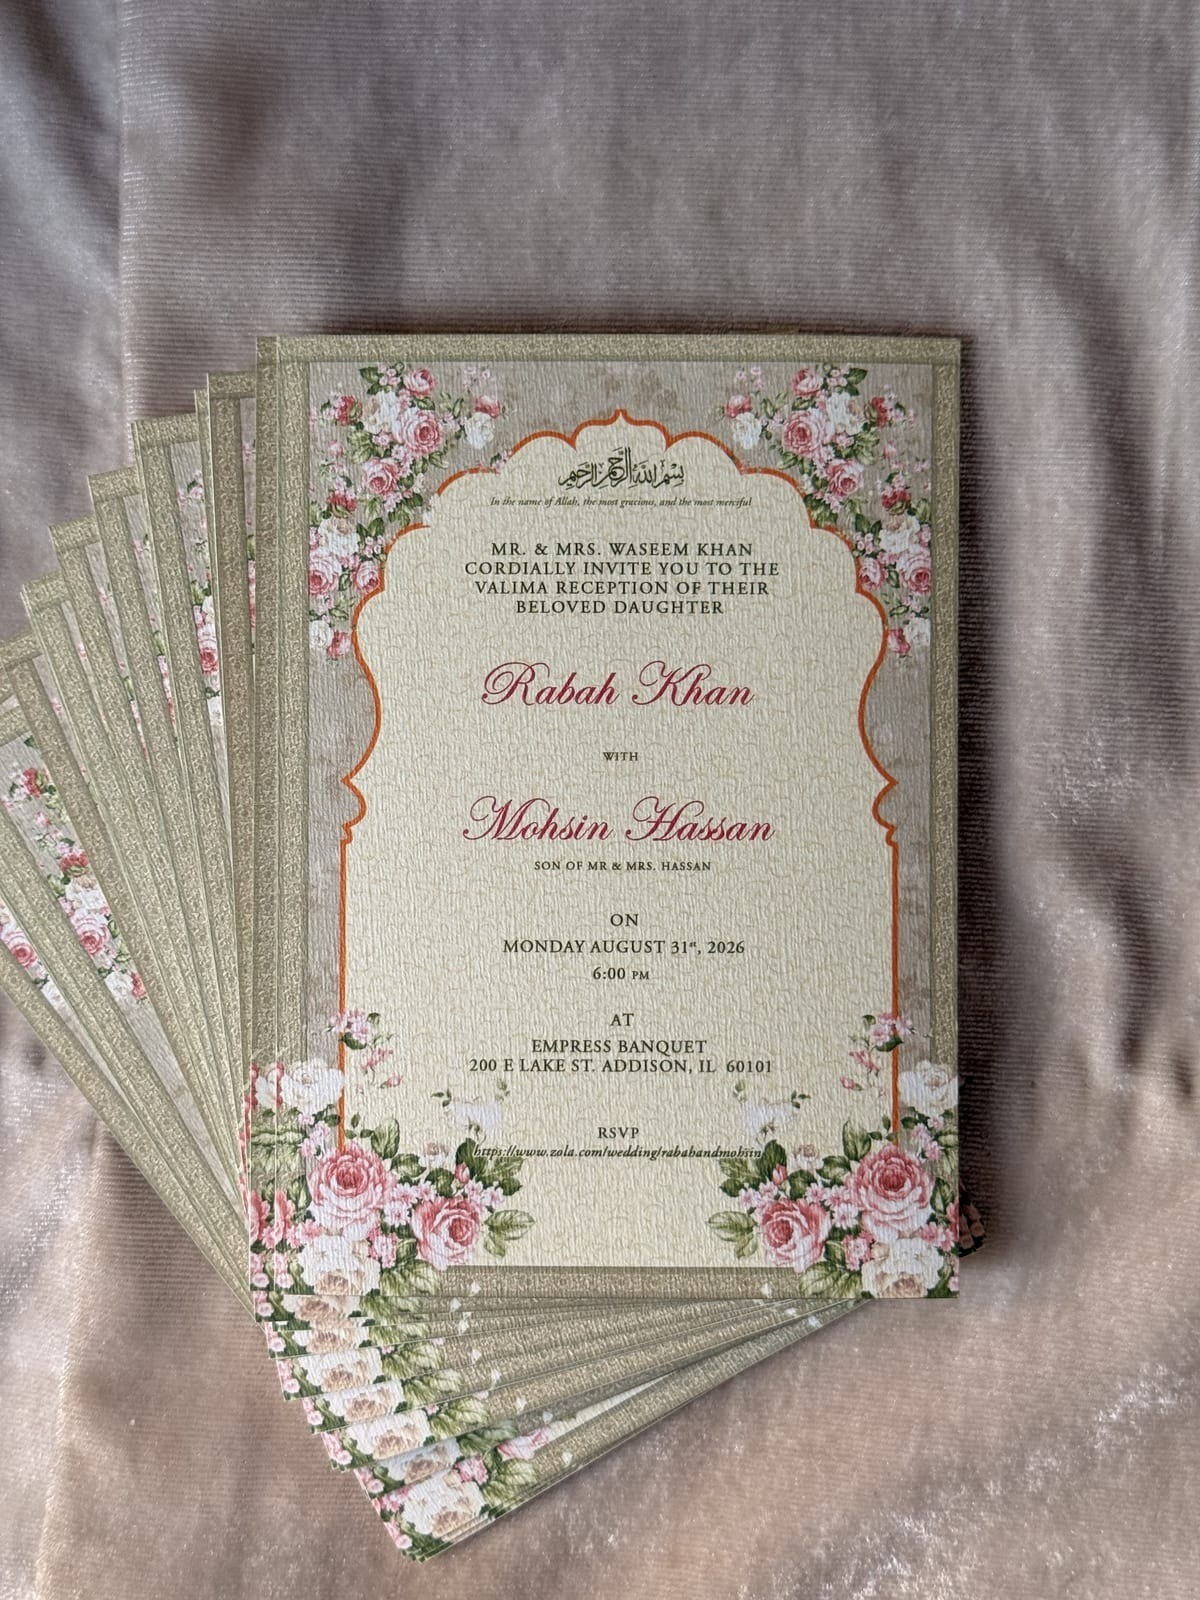 بسم الله الرحمن الرحيم
In the name of Allah, the most gracious, and the most merciful
MR. & MRS. WASEEM KHAN
CORDIALLY INVITE YOU TO THE
VALIMA RECEPTION OF THEIR
BELOVED DAUGHTER
Rabah Khan
WITH
Mohsin Hassan
SON OF MR & MRS. HASSAN
ON
MONDAY AUGUST 31st, 2026
6:00 PM
AT
EMPRESS BANQUET
200 E LAKE ST. ADDISON, IL 60101
RSVP
https://www.zola.com/wedding/rabahandmohsin